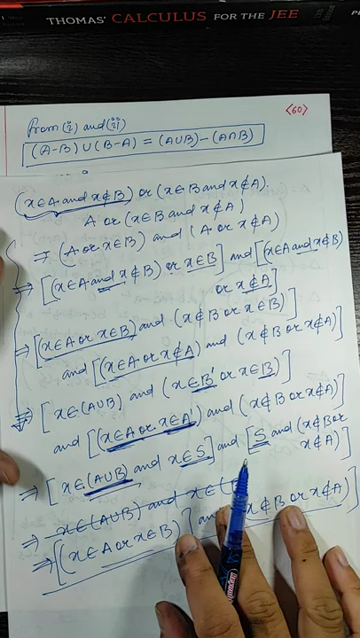 THOMAS' CALCULUS FOR THE JEE
<60>
from (i) and (ii)
(A-B)∪(B-A) = (A∪B)-(A∩B)
(x∈A and x∉B) or (x∈B and x∉A)
A or (x∈B and x∉A)
⇒ (A or x∈B) and (A or x∉A)
⇒ [(x∈A and x∉B) or x∈B] and [(x∈A and x∉B)
or x∉A]
⇒ [(x∈A or x∈B) and (x∉B or x∈B)]
and [(x∈A or x∉A) and (x∉B or x∉A)]
⇒ [x∈(A∪B) and (x∈B' or x∈B)]
and [(x∈A or x∈A') and (x∉B or x∉A)]
⇒ [x∈(A∪B) and x∈S] and [S and (x∉B or
x∉A)]
⇒ x∈(A∪B) and x∈
⇒ [(x∈A or x∈B)] x∉B or x∉A)]